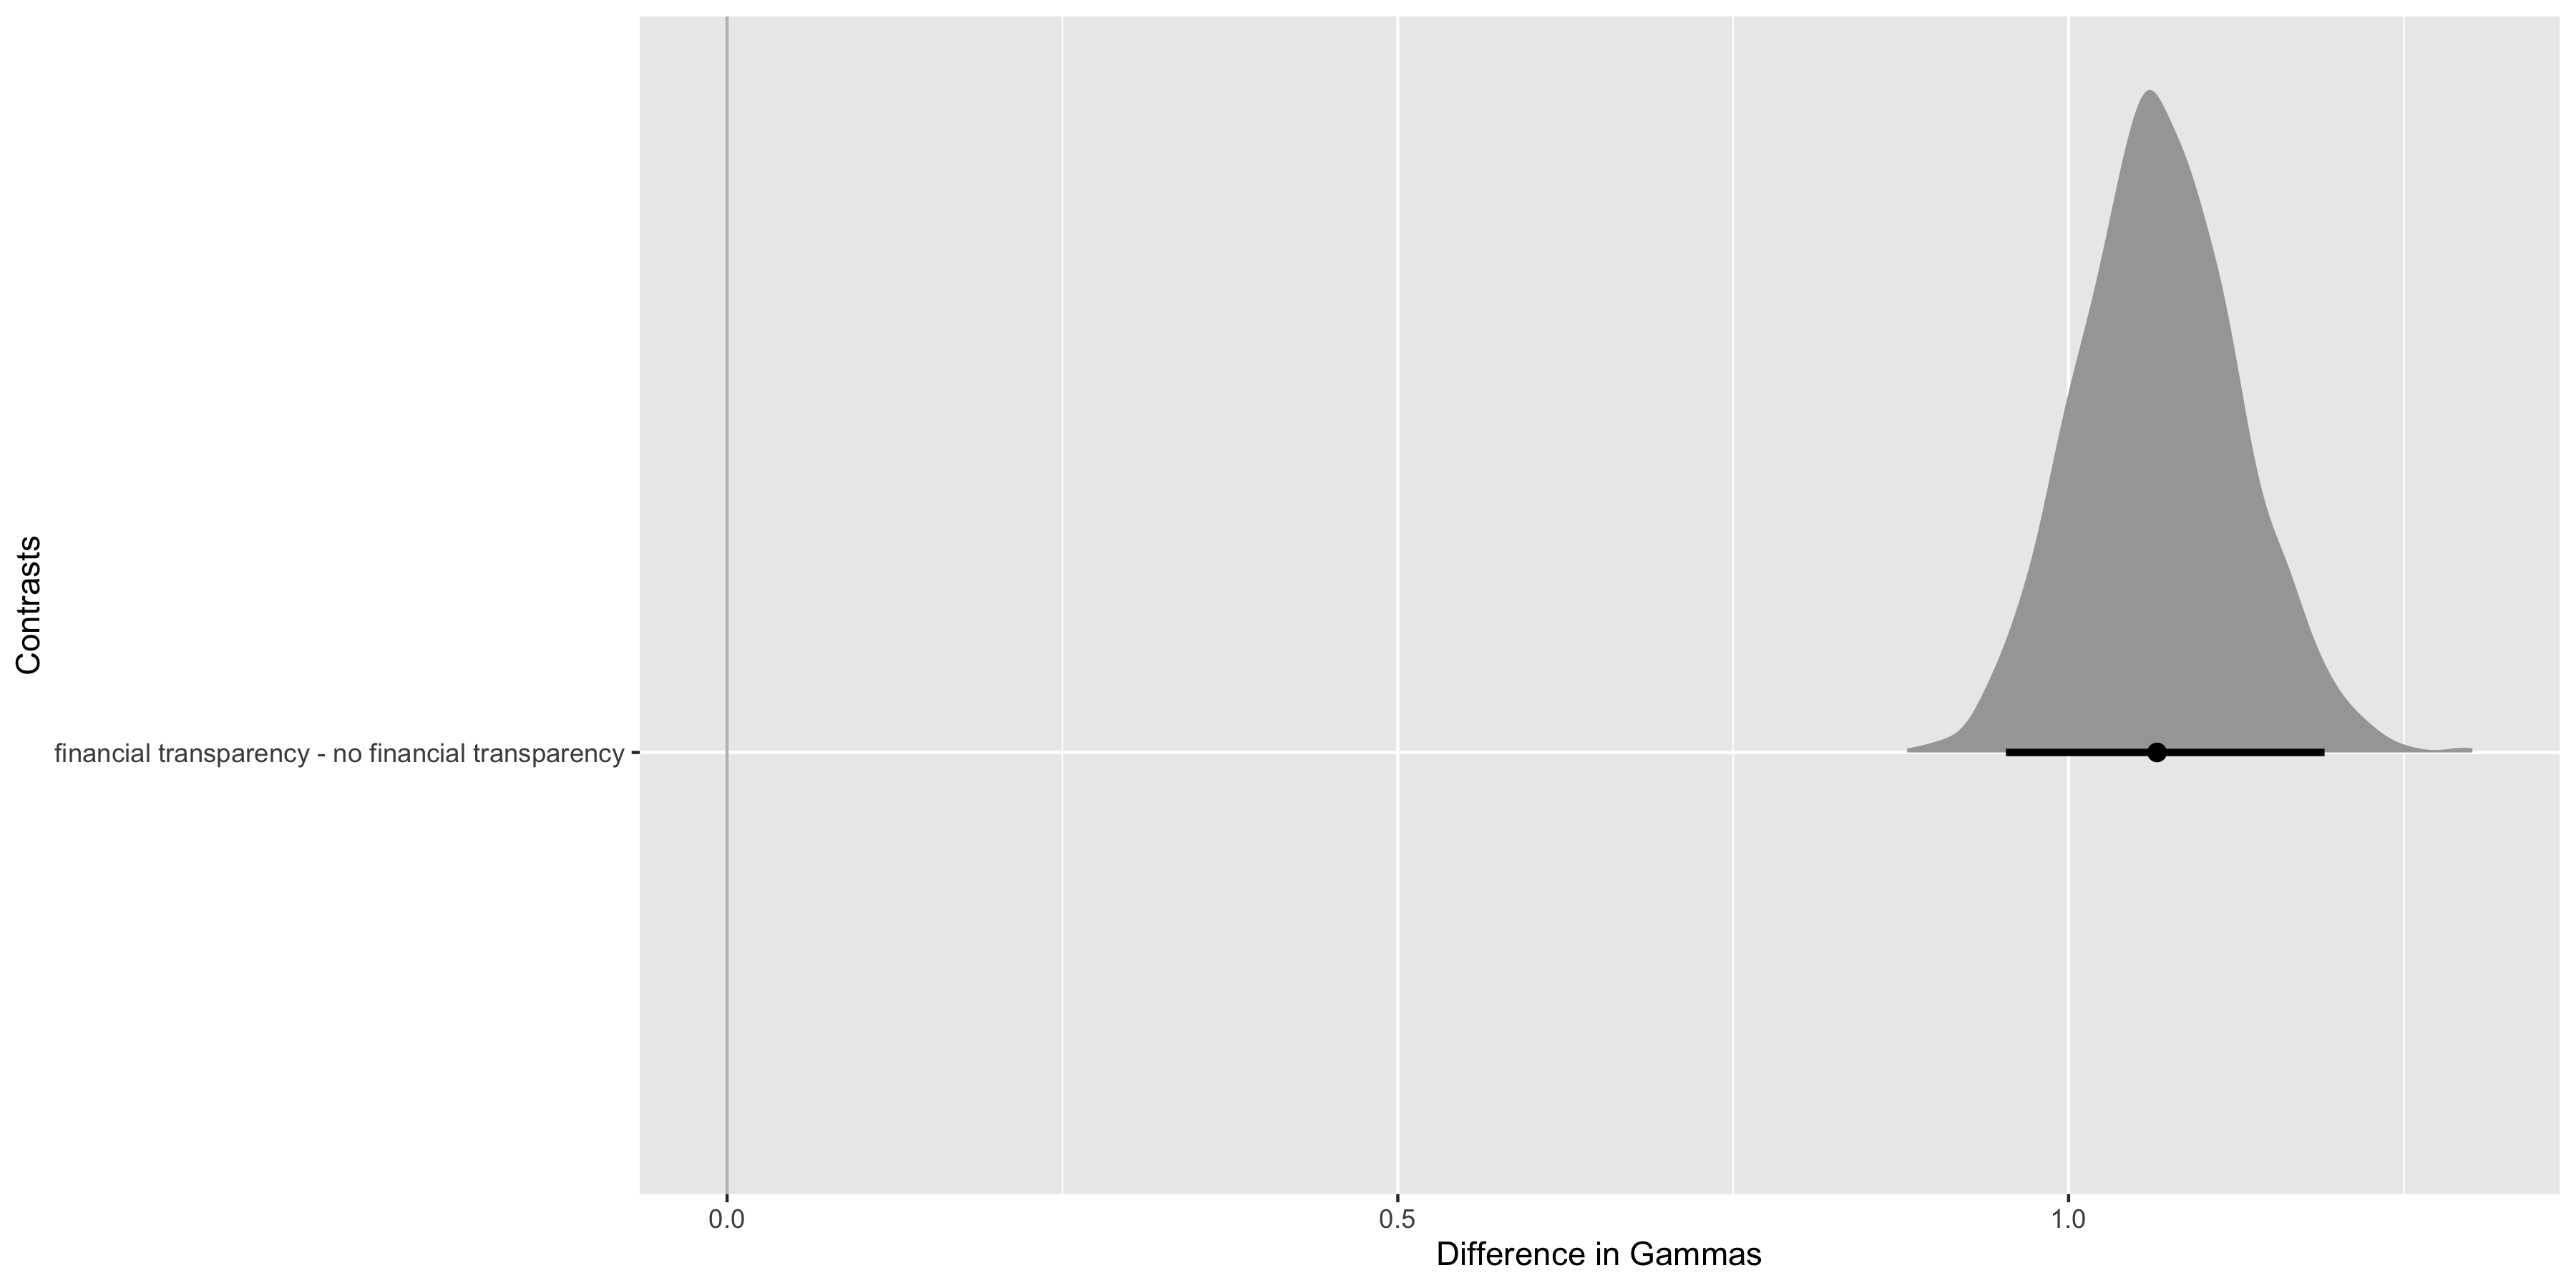 Contrasts
financial transparency - no financial transparency
0.0
0.5
1.0
Difference in Gammas